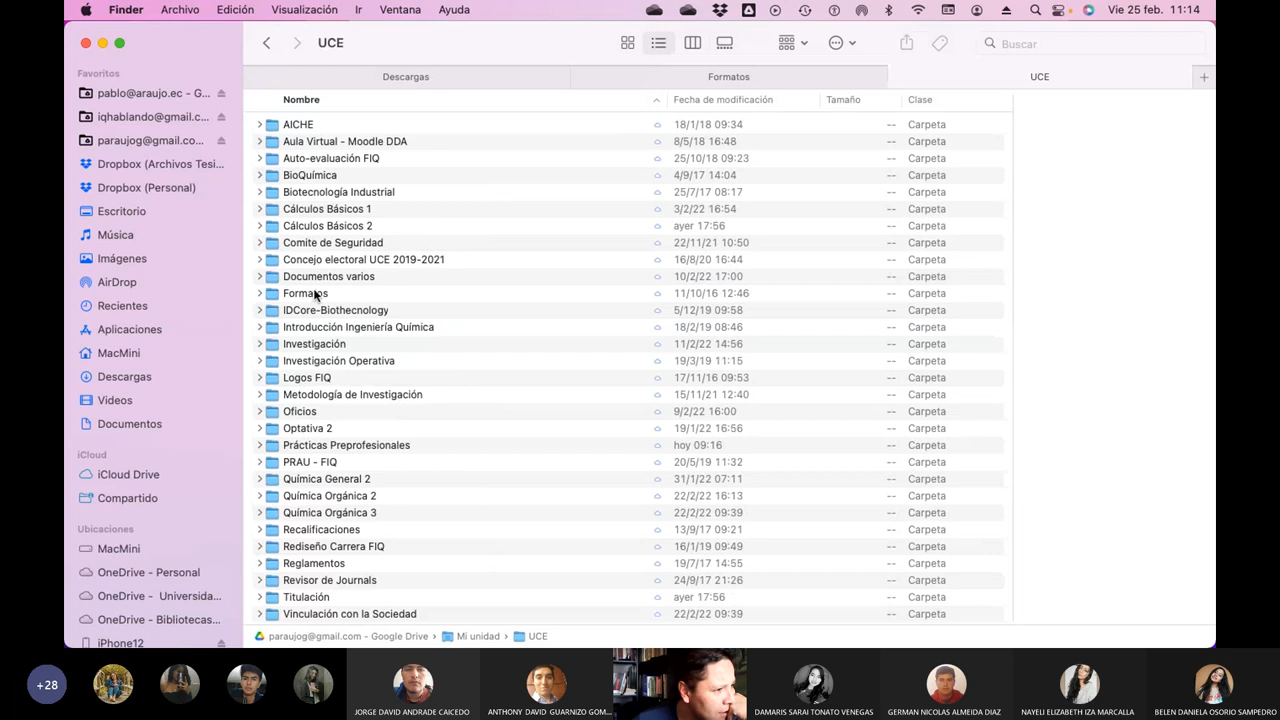 Finder Archivo Edición Visualización Ir Ventana Ayuda Vie 25 feb. 11:14
UCE Buscar
Descargas Formatos UCE +
Favoritos
pablo@araujo.ec - G...
iqhablando@gmail.c...
paraujog@gmail.co...
Dropbox (Archivos Tesi...
Dropbox (Personal)
Escritorio
Música
Imágenes
AirDrop
Recientes
Aplicaciones
MacMini
Descargas
Videos
Documentos
iCloud
iCloud Drive
Compartido
Ubicaciones
MacMini
OneDrive - Personal
OneDrive - Universida...
OneDrive - Bibliotecas...
iPhone12
Nombre Fecha de modificación Tamaño Clase
AICHE 18/1/18 09:34 -- Carpeta
Aula Virtual - Moodle DDA 8/5/18 16:48 -- Carpeta
Auto-evaluación FIQ 25/10/18 09:23 -- Carpeta
BioQuímica 4/9/17 14:04 -- Carpeta
Biotecnología Industrial 25/7/17 08:17 -- Carpeta
Cálculos Básicos 1 3/2/22 16:54 -- Carpeta
Cálculos Básicos 2 ayer 17:56 -- Carpeta
Comite de Seguridad 22/11/21 10:50 -- Carpeta
Concejo electoral UCE 2019-2021 16/8/20 16:44 -- Carpeta
Documentos varios 10/2/22 17:00 -- Carpeta
Formatos 11/10/16 12:46 -- Carpeta
IDCore-Biothecnology 5/12/19 09:58 -- Carpeta
Introducción Ingeniería Química 18/2/19 08:46 -- Carpeta
Investigación 11/2/22 14:56 -- Carpeta
Investigación Operativa 19/3/19 11:15 -- Carpeta
Logos FIQ 17/11/16 09:53 -- Carpeta
Metodología de Investigación 15/11/21 12:40 -- Carpeta
Oficios 9/2/22 16:00 -- Carpeta
Optativa 2 19/1/22 16:56 -- Carpeta
Prácticas Preprofesionales hoy 09:16 -- Carpeta
PRAU - FIQ 20/5/19 11:32 -- Carpeta
Química General 2 31/1/22 07:11 -- Carpeta
Química Orgánica 2 22/2/22 16:13 -- Carpeta
Química Orgánica 3 22/2/22 09:39 -- Carpeta
Recalificaciones 13/9/17 09:21 -- Carpeta
Rediseño Carrera FIQ 16/1/19 09:49 -- Carpeta
Reglamentos 19/7/17 14:55 -- Carpeta
Revisor de Journals 24/9/17 21:26 -- Carpeta
Titulación ayer 17:56 -- Carpeta
Vinculación con la Sociedad 22/2/22 09:39 -- Carpeta
paraujog@gmail.com - Google Drive Mi unidad UCE
+28
JORGE DAVID ANDRADE CAICEDO
ANTHONY DAVID GUARNIZO GOM...
DAMARIS SARAI TONATO VENEGAS
GERMAN NICOLAS ALMEIDA DIAZ
NAYELI ELIZABETH IZA MARCALLA
BELEN DANIELA OSORIO SAMPEDRO